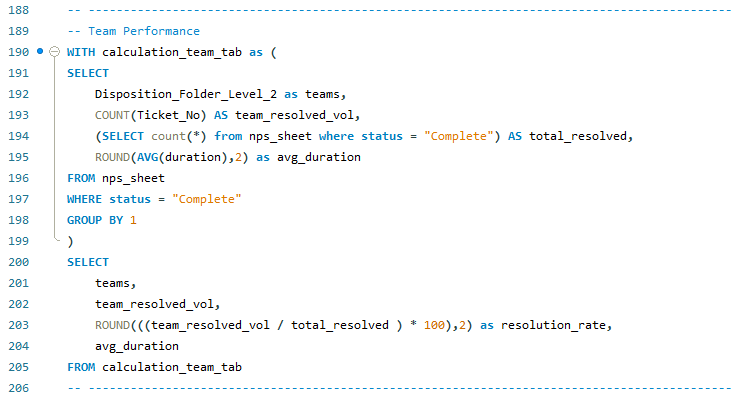 188 -- -----------------------------------------------------------------------------------------
189 -- Team Performance
190 WITH calculation_team_tab as (
191 SELECT
192     Disposition_Folder_Level_2 as teams,
193     COUNT(Ticket_No) AS team_resolved_vol,
194     (SELECT count(*) from nps_sheet where status = "Complete") AS total_resolved,
195     ROUND(AVG(duration),2) as avg_duration
196 FROM nps_sheet
197 WHERE status = "Complete"
198 GROUP BY 1
199 )
200 SELECT
201     teams,
202     team_resolved_vol,
203     ROUND(((team_resolved_vol / total_resolved ) * 100),2) as resolution_rate,
204     avg_duration
205 FROM calculation_team_tab
206 -- -----------------------------------------------------------------------------------------